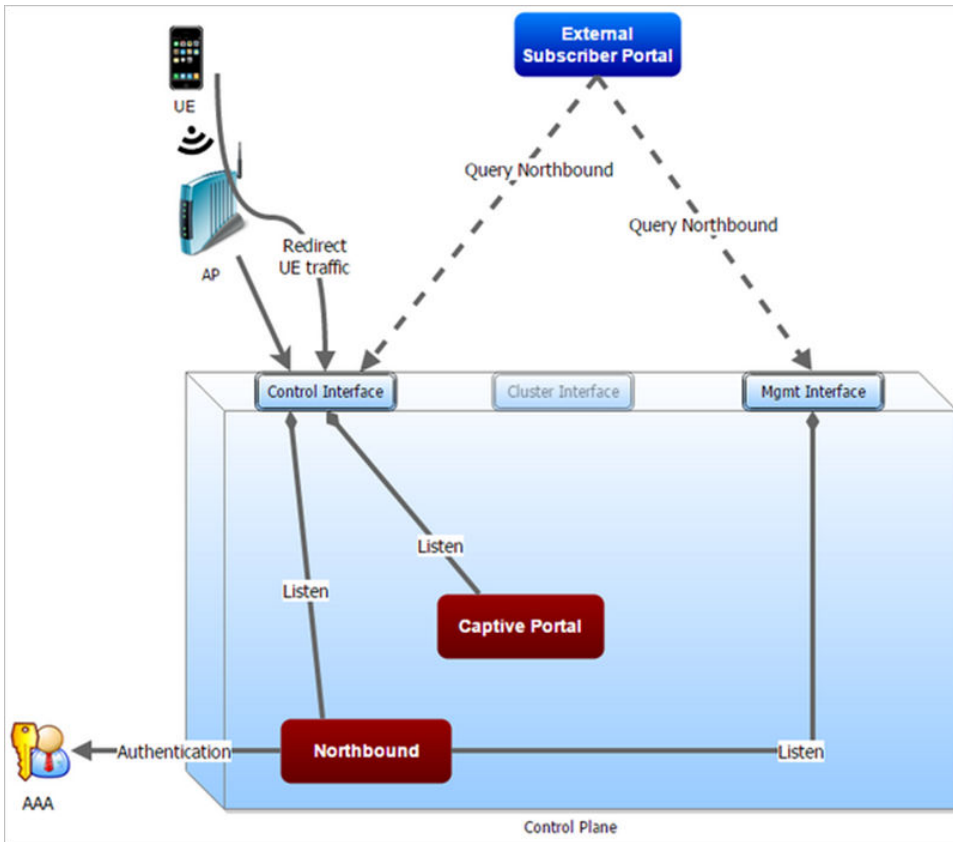 External
Subscriber Portal
UE
Query Northbound
Query Northbound
Redirect
UE traffic
AP
Control Interface
Cluster Interface
Mgmt Interface
Listen
Listen
Captive Portal
Authentication
Northbound
Listen
AAA
Control Plane